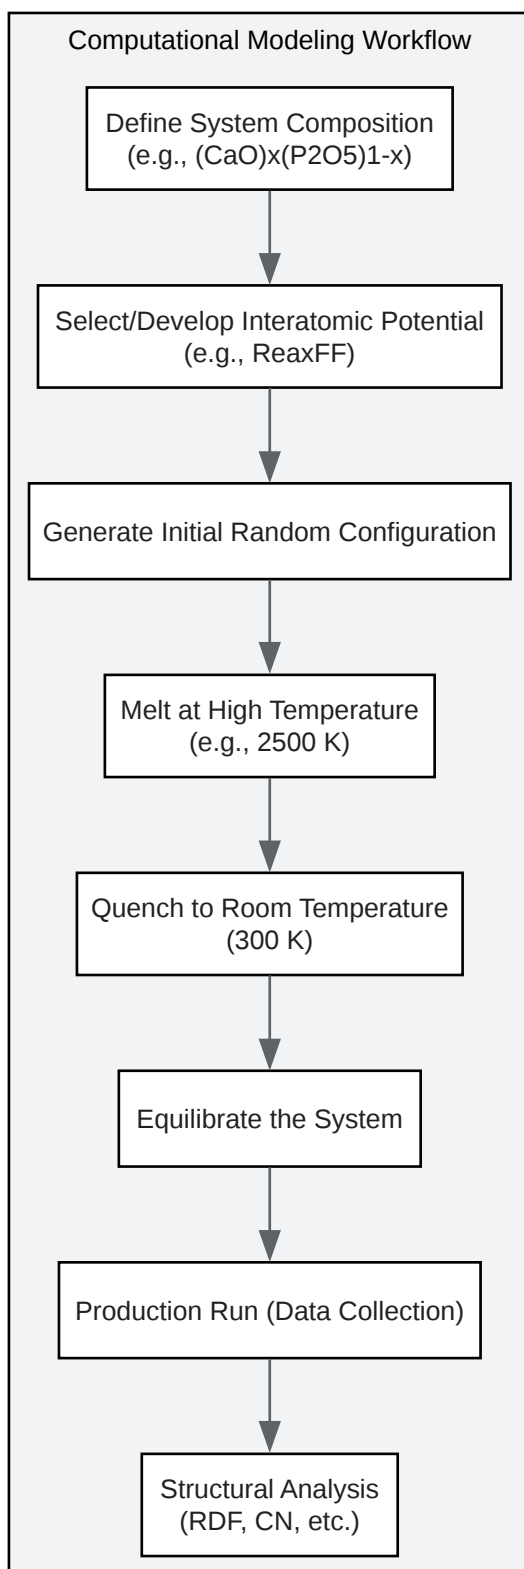 Computational Modeling Workflow
Define System Composition
(e.g., (CaO)x(P2O5)1-x)
Select/Develop Interatomic Potential
(e.g., ReaxFF)
Generate Initial Random Configuration
Melt at High Temperature
(e.g., 2500 K)
Quench to Room Temperature
(300 K)
Equilibrate the System
Production Run (Data Collection)
Structural Analysis
(RDF, CN, etc.)